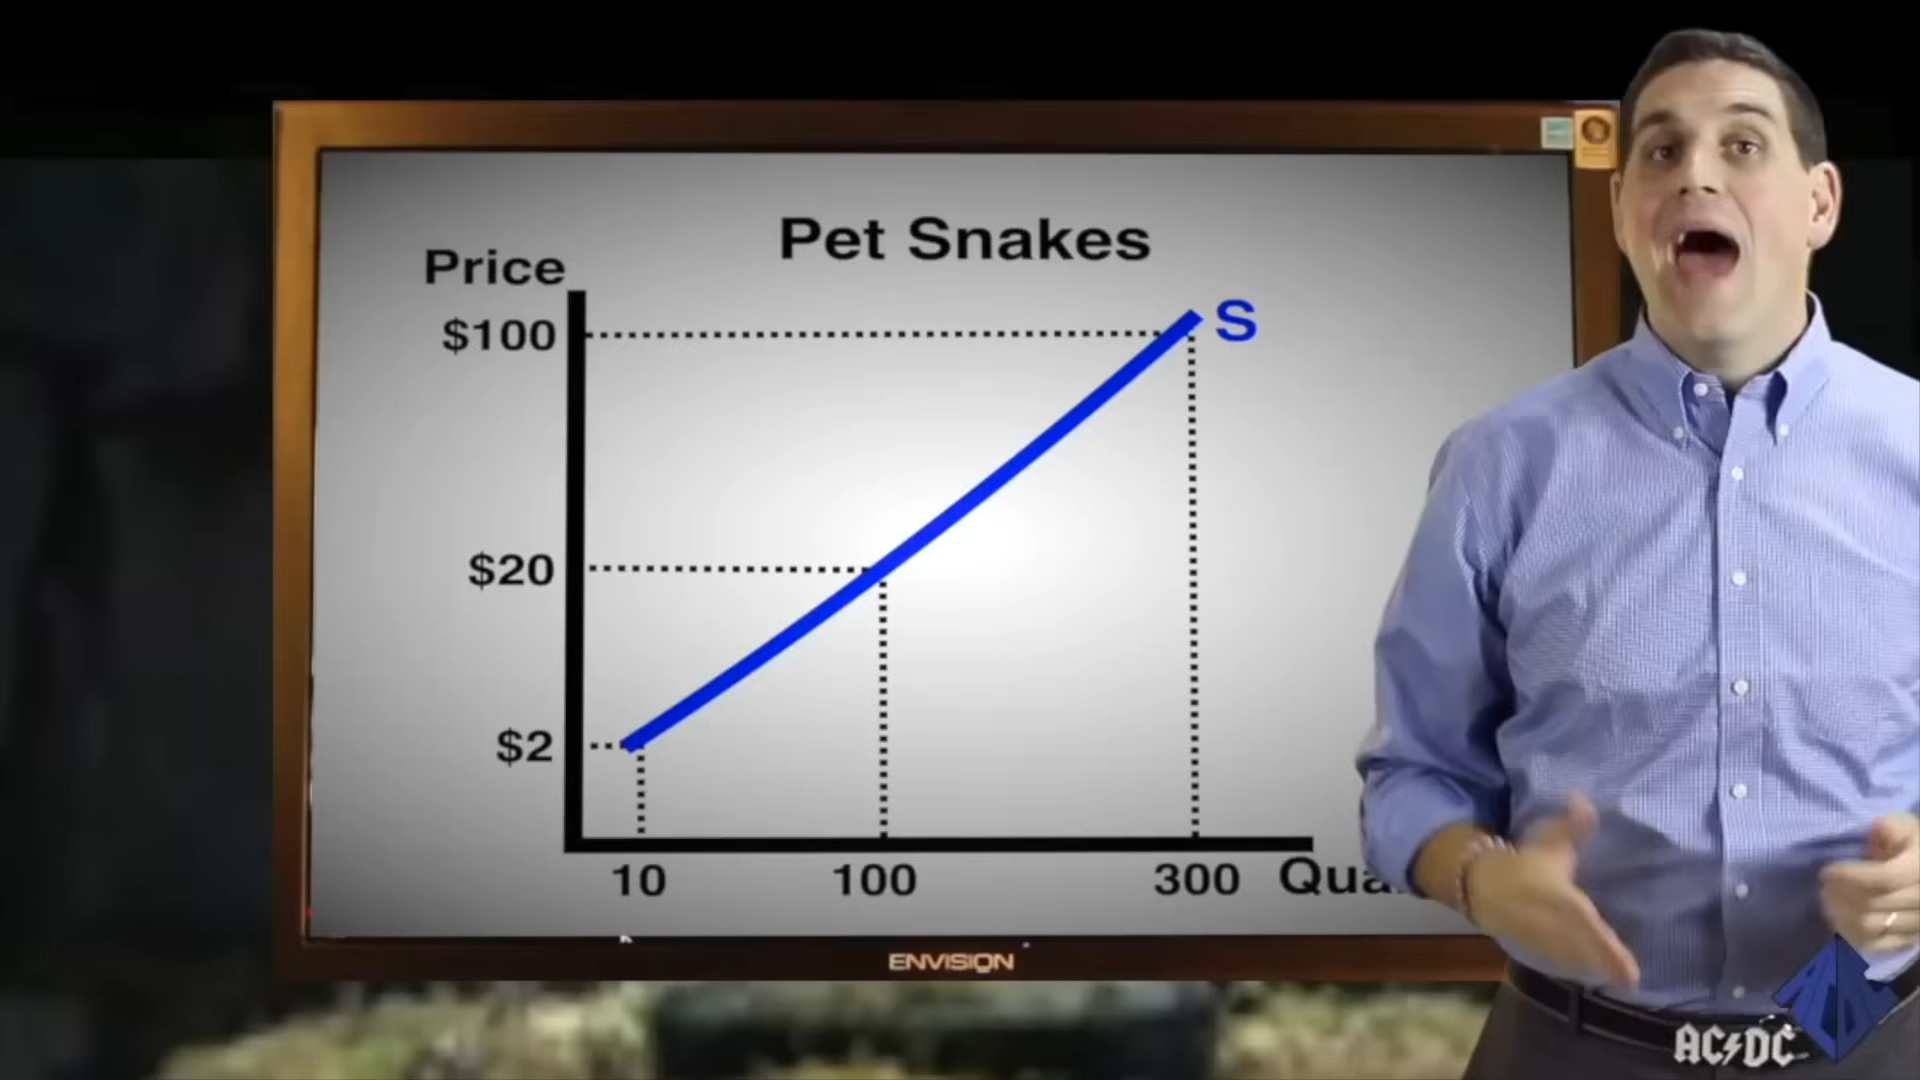 Pet Snakes
Price
$100
S
$20
$2
10
100
300
ENVISION
AC/DC